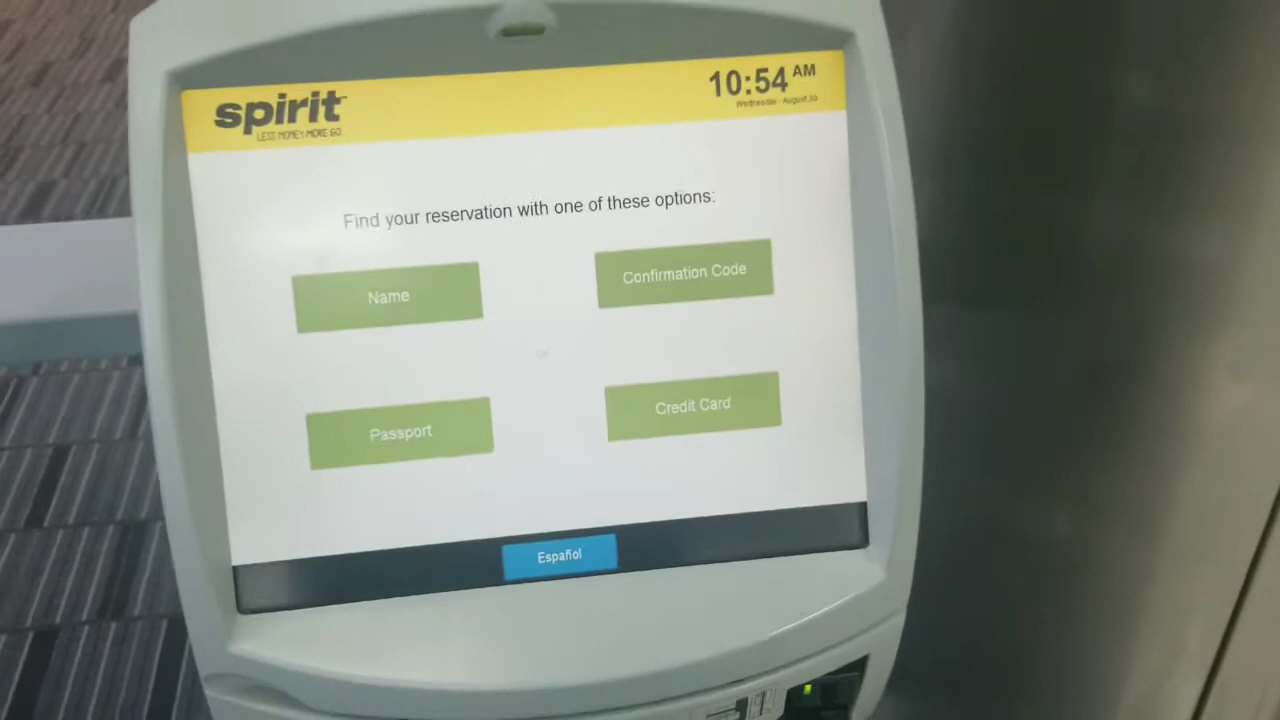 spirit
LESS MONEY. MORE GO.
10:54 AM
Wednesday - August 30
Find your reservation with one of these options:
Name
Confirmation Code
Passport
Credit Card
Español